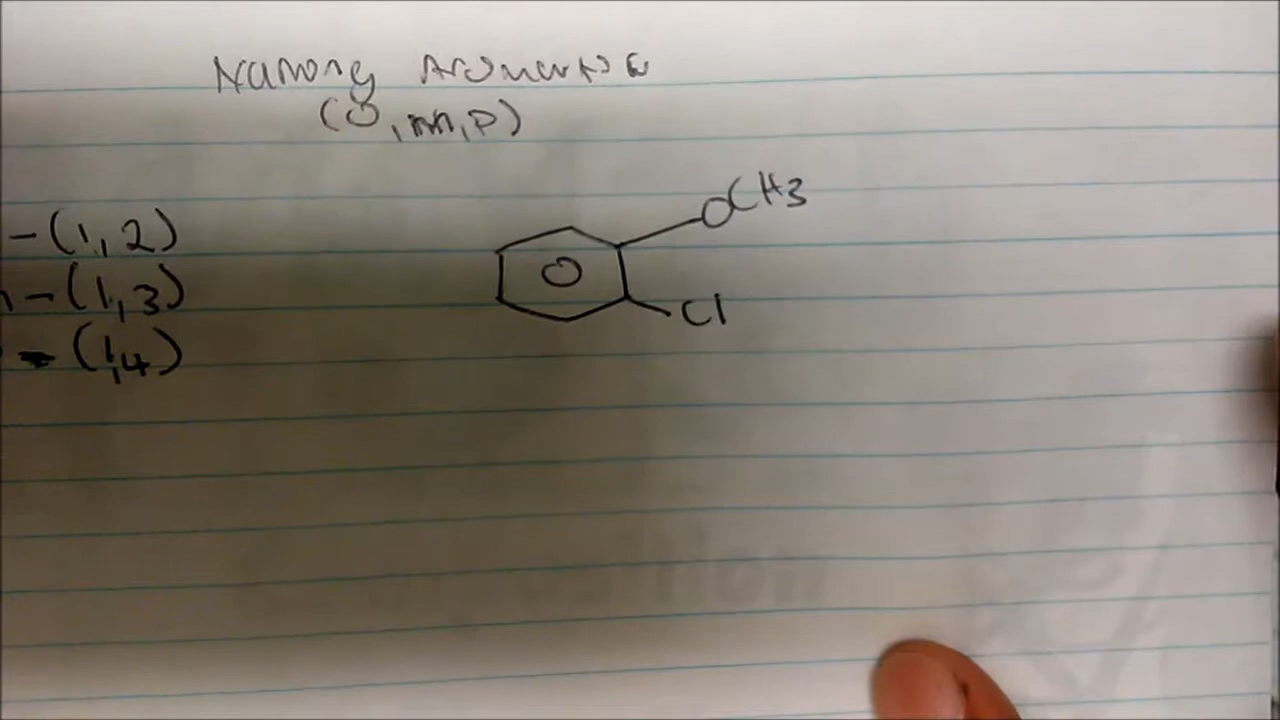 Naming Aromatic
(O,m,P)
OCH3
- (1,2)
Cl
- (1,3)
- (1,4)